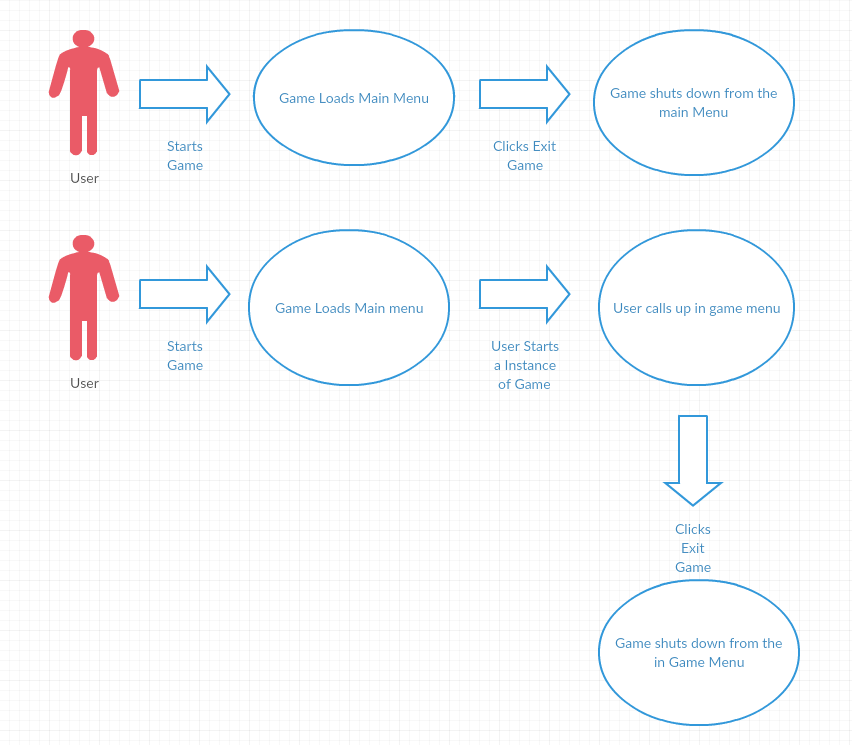 Game Loads Main Menu
Game shuts down from the
main Menu
Starts
Game
Clicks Exit
Game
User
Game Loads Main menu
User calls up in game menu
Starts
Game
User Starts
a Instance
of Game
User
Clicks
Exit
Game
Game shuts down from the
in Game Menu